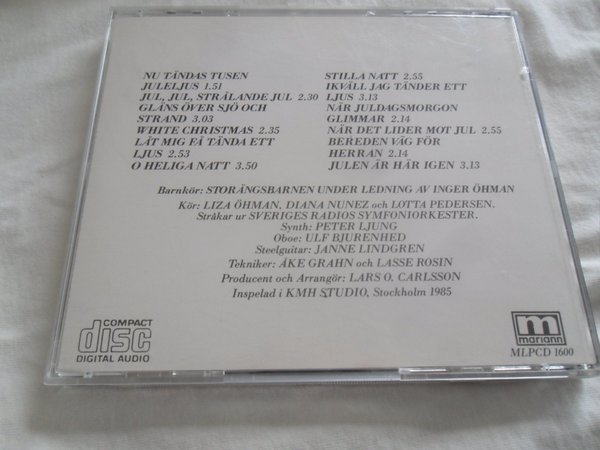 NU TÄNDAS TUSEN
JULELJUS 1.51
JUL, JUL, STRÅLANDE JUL 2.30
GLÄNS ÖVER SJÖ OCH
STRAND 3.03
WHITE CHRISTMAS 2.35
LÅT MIG FÅ TÄNDA ETT
LJUS 2.53
O HELIGA NATT 3.50
STILLA NATT 2.55
IKVÄLL JAG TÄNDER ETT
LJUS 3.13
NÄR JULDAGSMORGON
GLIMMAR 2.14
NÄR DET LIDER MOT JUL 2.55
BEREDEN VÄG FÖR
HERRAN 2.14
JULEN ÄR HÄR IGEN 3.13
Barnkör: STORÄNGSBARNEN UNDER LEDNING AV INGER ÖHMAN
Kör: LIZA ÖHMAN, DIANA NUNEZ och LOTTA PEDERSEN.
Stråkar ur SVERIGES RADIOS SYMFONIORKESTER.
Synth: PETER LJUNG
Oboe: ULF BJURENHED
Steelguitar: JANNE LINDGREN
Tekniker: ÅKE GRAHN och LASSE ROSIN
Producent och Arrangör: LARS O. CARLSSON
Inspelad i KMH STUDIO, Stockholm 1985
COMPACT
disc
DIGITAL AUDIO
m
mariann
MLPCD 1600